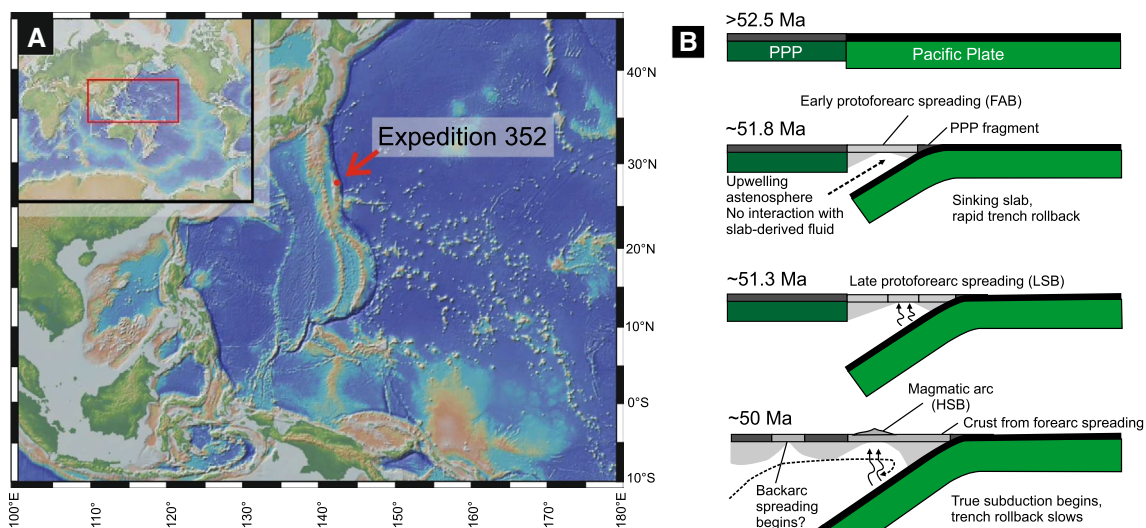 A
Expedition 352
40°N
30°N
20°N
10°N
0°S
10°S
100°E
110°
120°
130°
140°
150°
160°
170°
180°E
B
>52.5 Ma
PPP
Pacific Plate
Early protoforearc spreading (FAB)
~51.8 Ma
PPP fragment
Upwelling
astenosphere
No interaction with
slab-derived fluid
Sinking slab,
rapid trench rollback
~51.3 Ma
Late protoforearc spreading (LSB)
Magmatic arc
(HSB)
~50 Ma
Crust from forearc spreading
Backarc
spreading
begins?
True subduction begins,
trench rollback slows